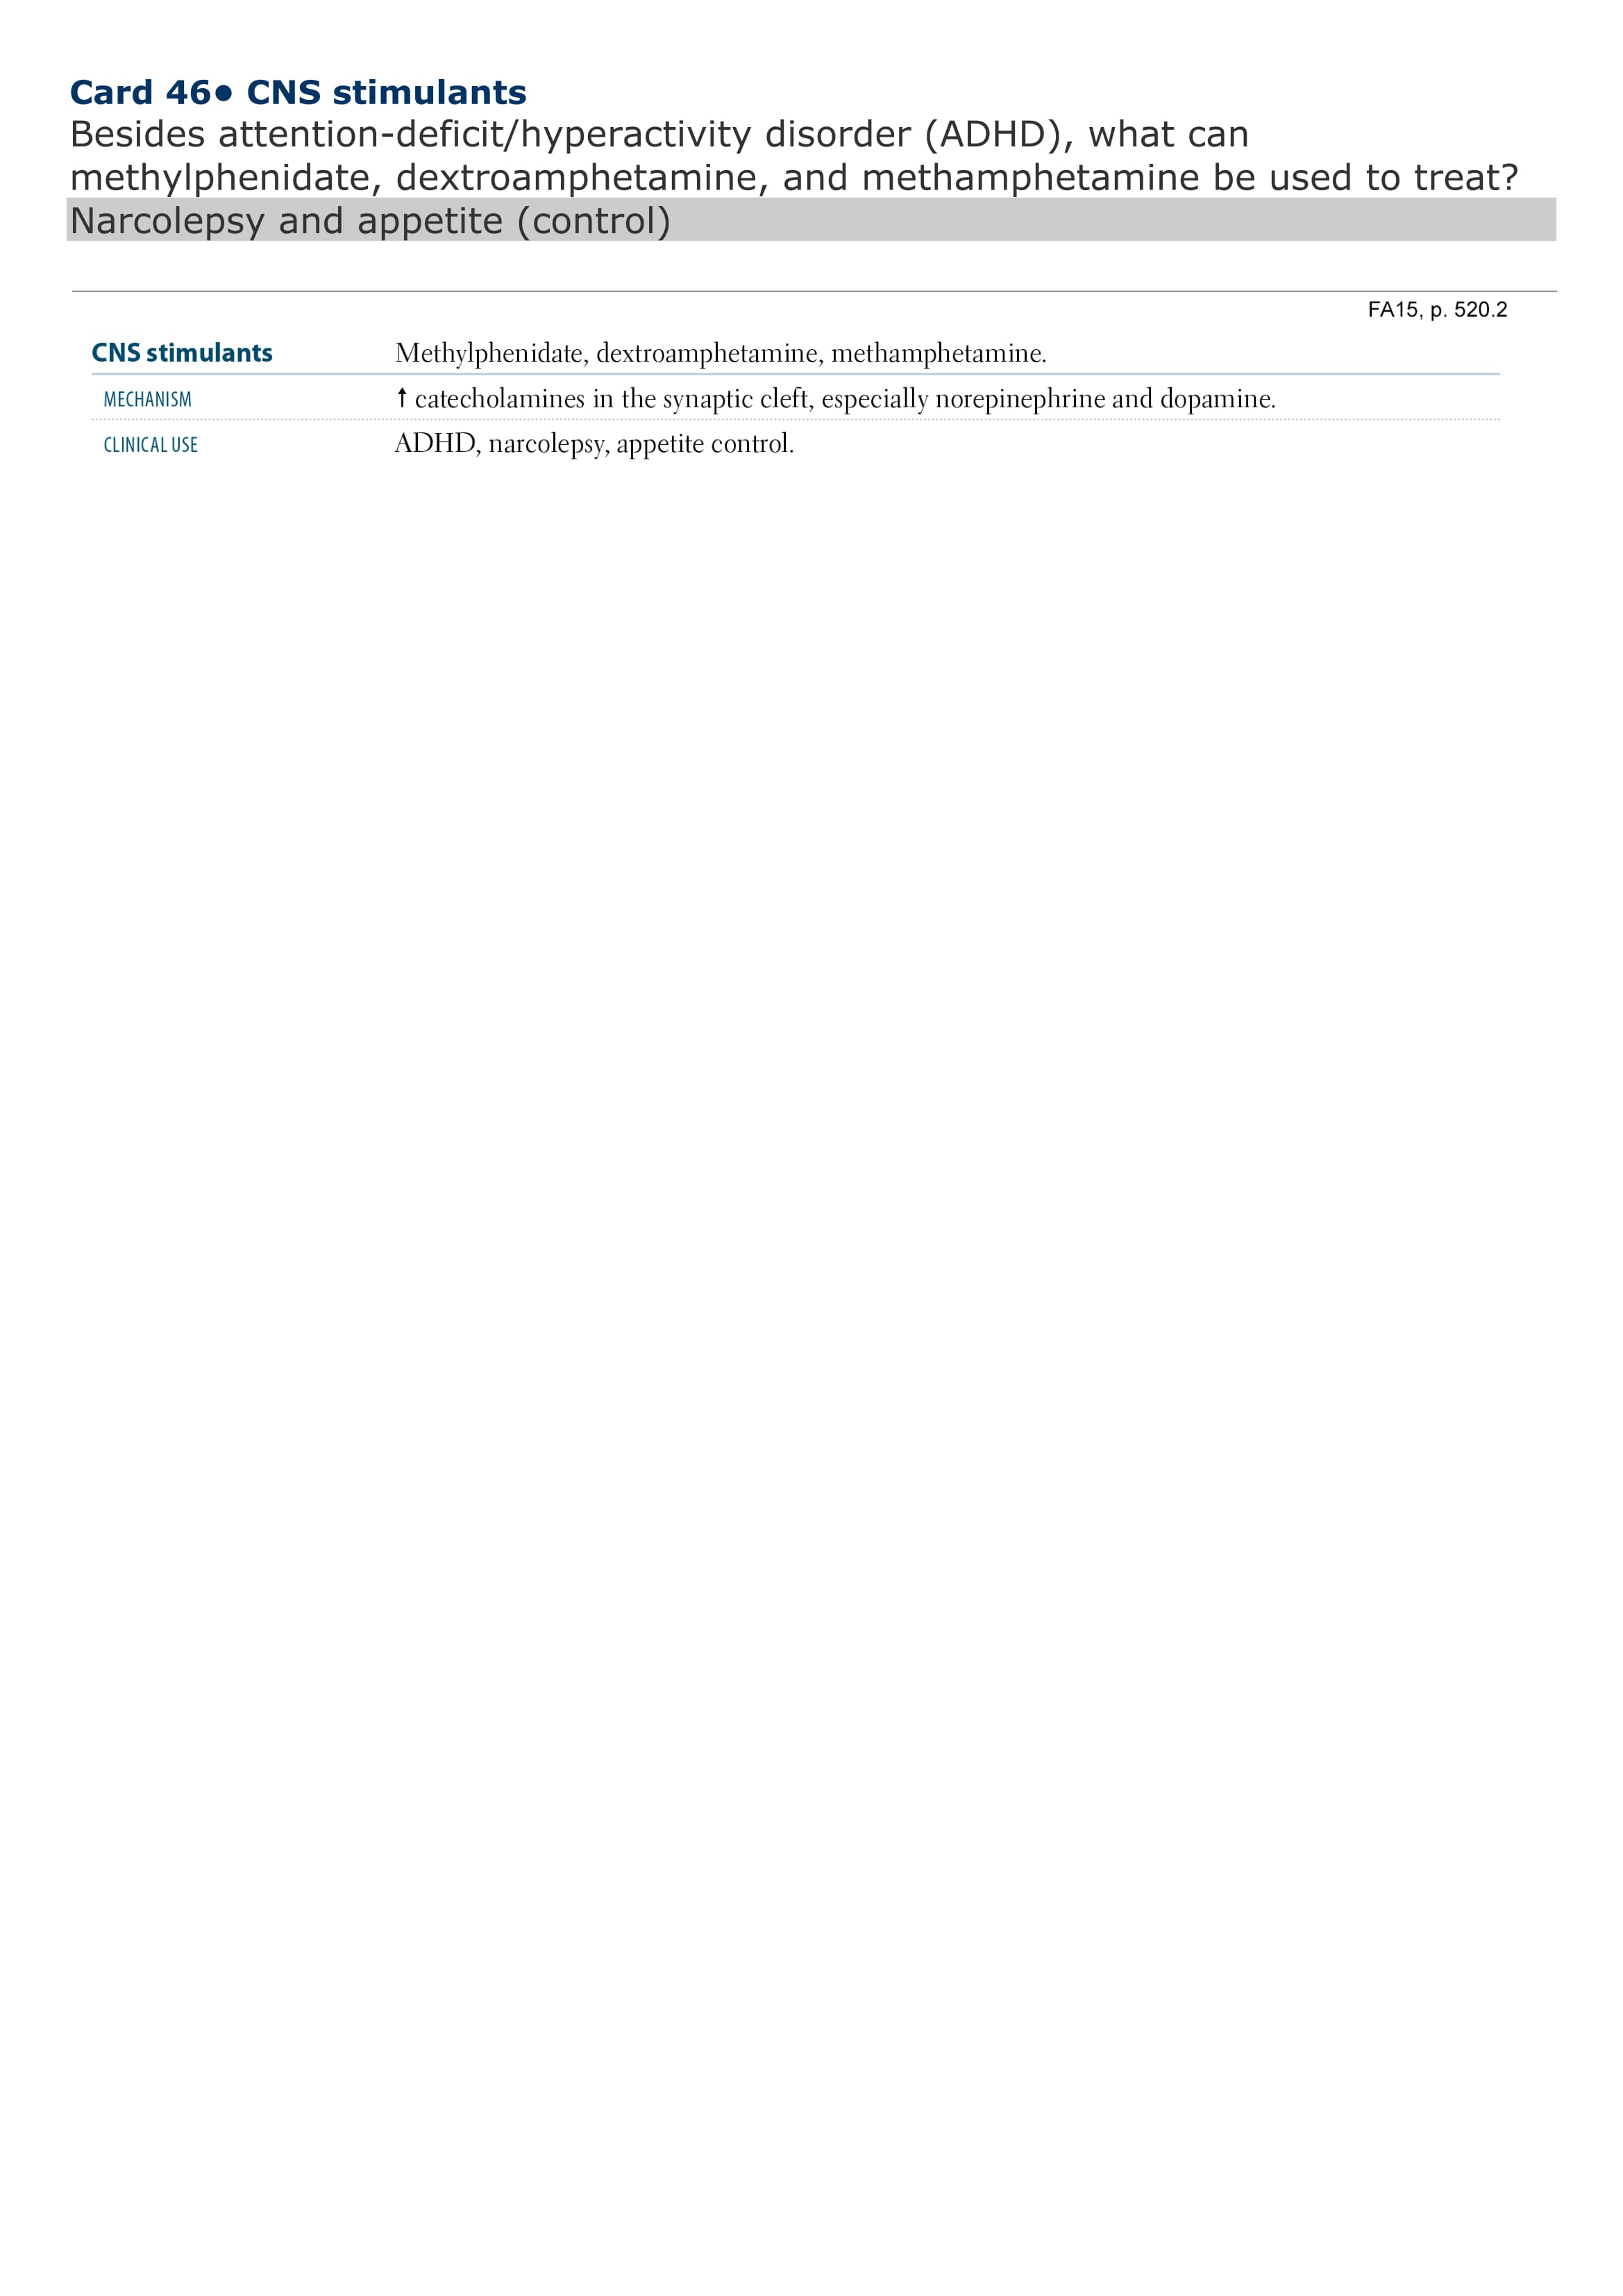 Card 46● CNS stimulants
Besides attention-deficit/hyperactivity disorder (ADHD), what can
methylphenidate, dextroamphetamine, and methamphetamine be used to treat?
Narcolepsy and appetite (control)
FA15, p. 520.2
CNS stimulants Methylphenidate, dextroamphetamine, methamphetamine.
MECHANISM ↑ catecholamines in the synaptic cleft, especially norepinephrine and dopamine.
CLINICAL USE ADHD, narcolepsy, appetite control.